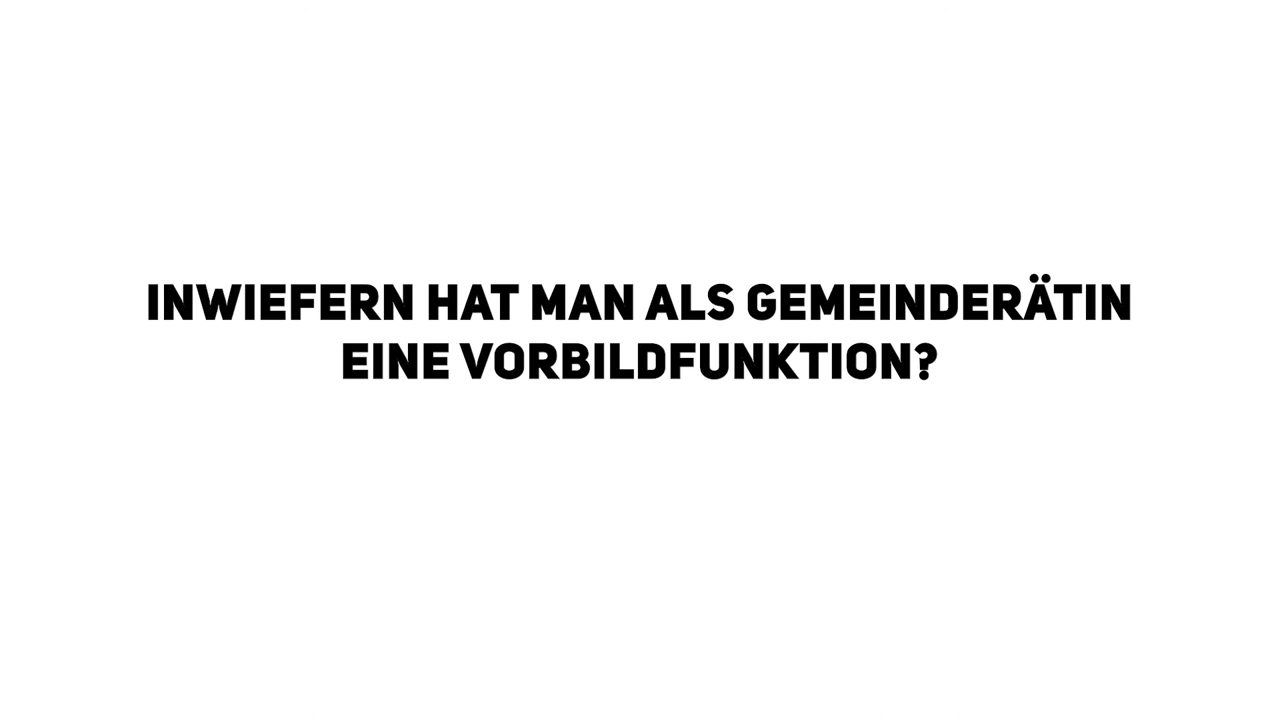 INWIEFERN HAT MAN ALS GEMEINDERÄTIN
EINE VORBILDFUNKTION?